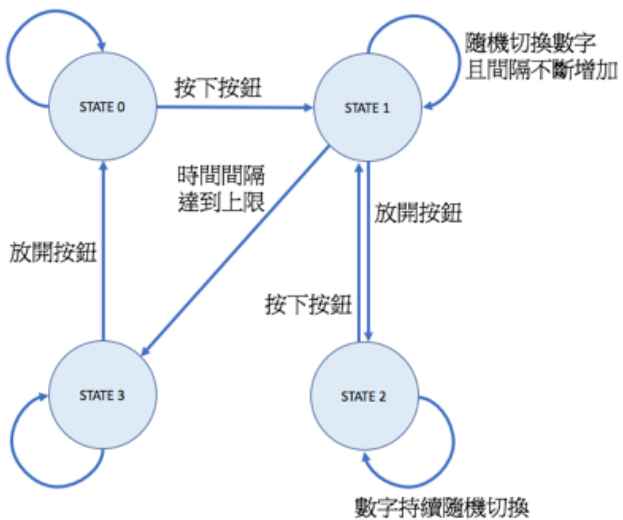 隨機切換數字
且間隔不斷增加
STATE 0
按下按鈕
STATE 1
時間間隔
達到上限
放開按鈕
放開按鈕
按下按鈕
STATE 3
STATE 2
數字持續隨機切換